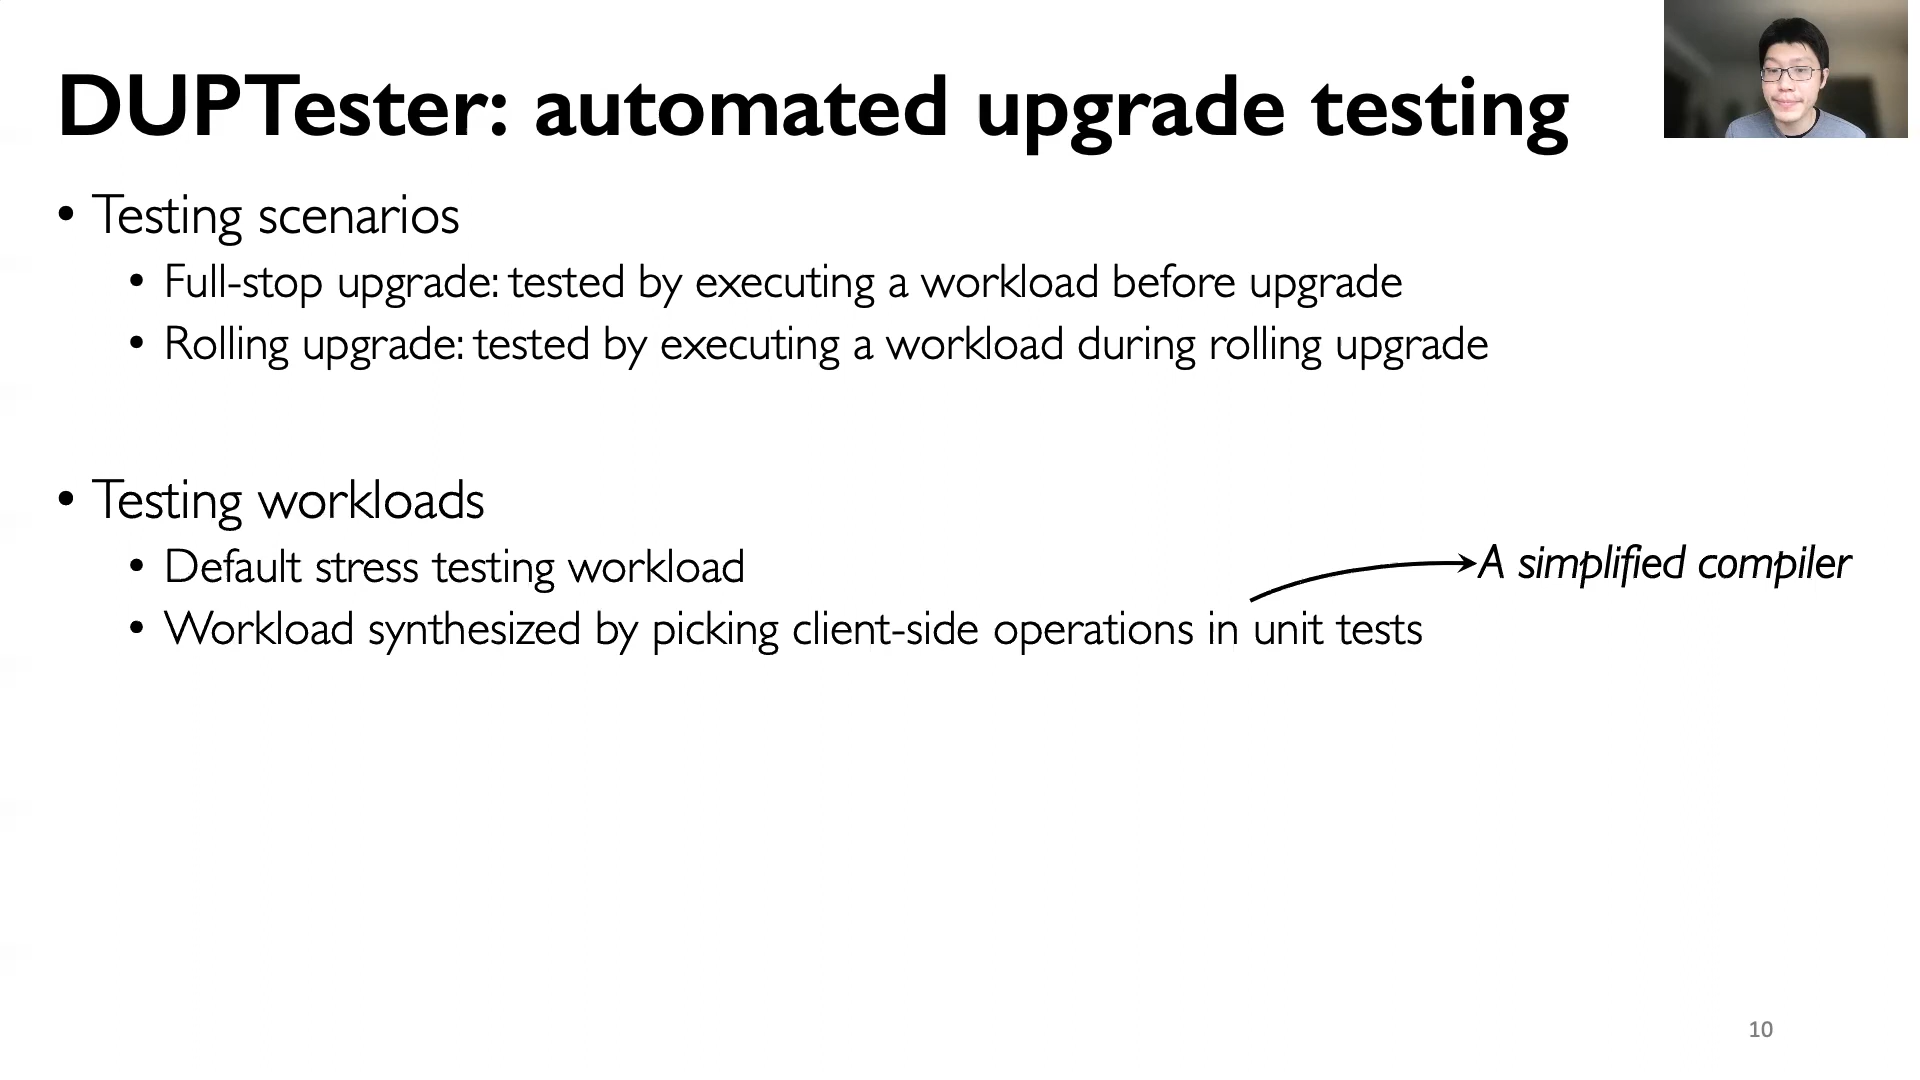 DUPTester: automated upgrade testing
• Testing scenarios
• Full-stop upgrade: tested by executing a workload before upgrade
• Rolling upgrade: tested by executing a workload during rolling upgrade
• Testing workloads
• Default stress testing workload
A simplified compiler
• Workload synthesized by picking client-side operations in unit tests
10